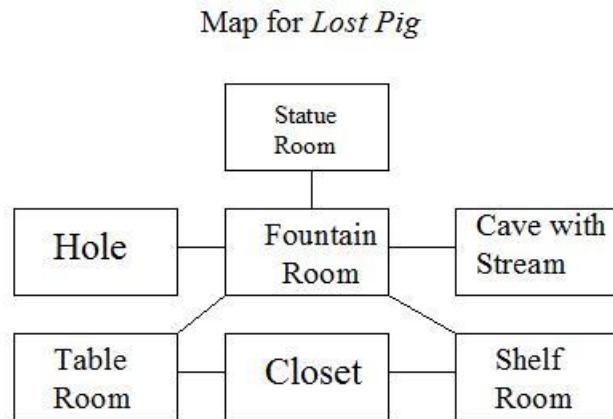 Map for Lost Pig
Statue
Room
Hole
Fountain
Room
Cave with
Stream
Table
Room
Closet
Shelf
Room